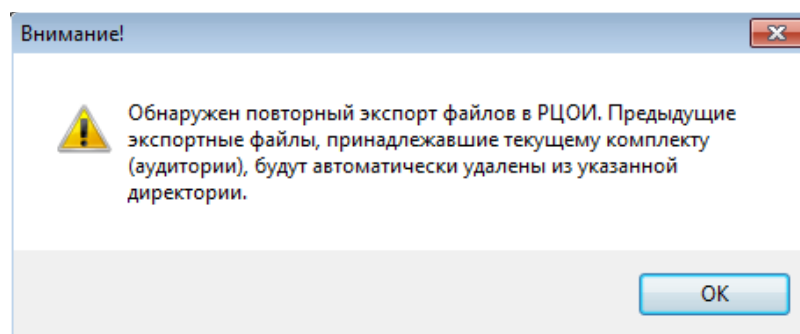 Внимание!
Обнаружен повторный экспорт файлов в РЦОИ. Предыдущие
экспортные файлы, принадлежавшие текущему комплекту
(аудитории), будут автоматически удалены из указанной
директории.
OK